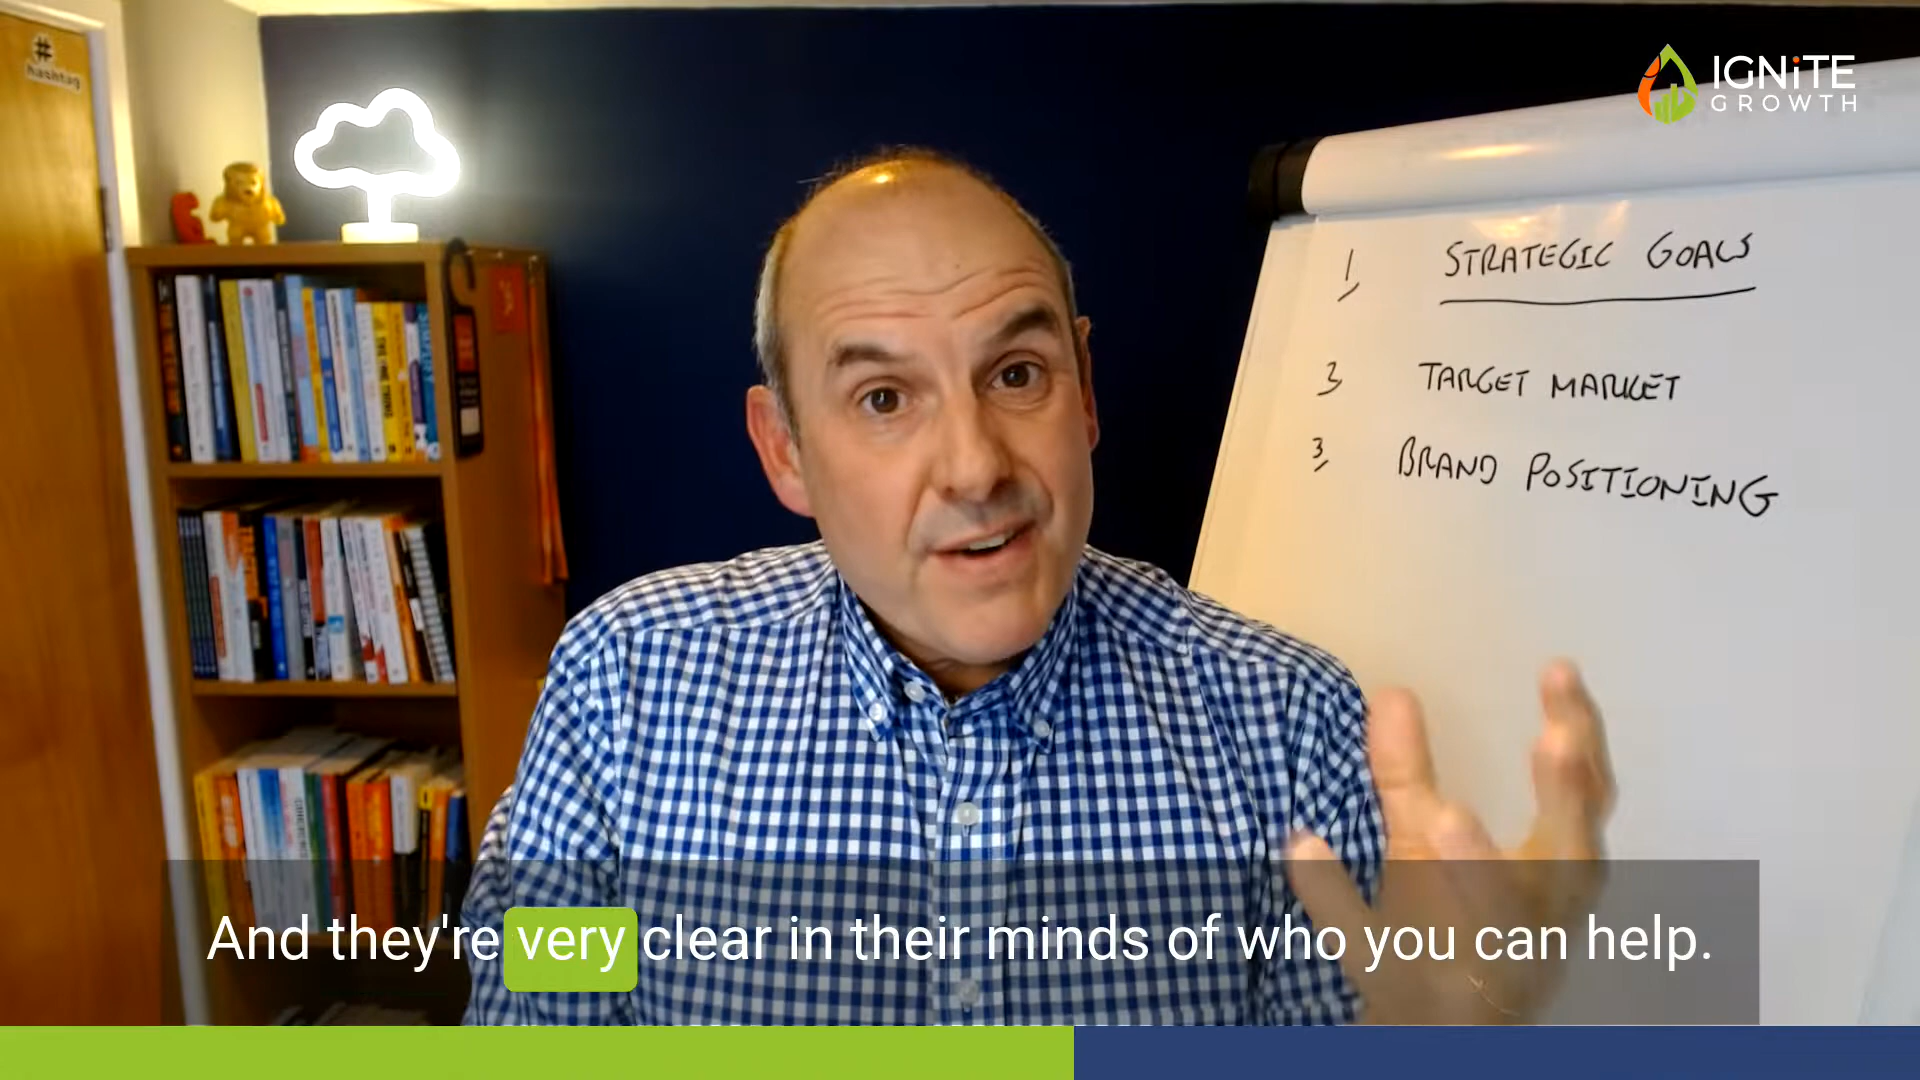 #
hashtag
IGNiTE
GROWTH
1 STRATEGIC GOALS
3 TARGET MARKET
3, BRAND POSITIONING
And they're very clear in their minds of who you can help.